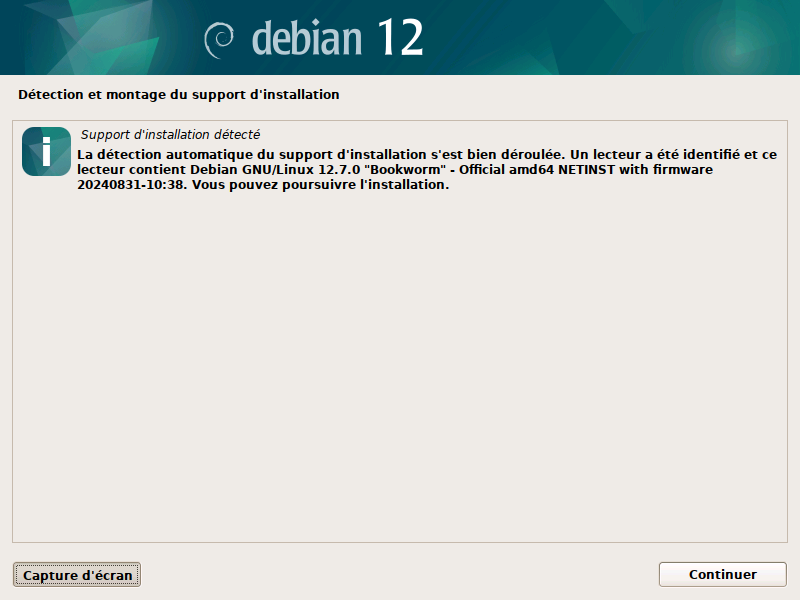 debian 12
Détection et montage du support d'installation
i
Support d'installation détecté
La détection automatique du support d'installation s'est bien déroulée. Un lecteur a été identifié et ce
lecteur contient Debian GNU/Linux 12.7.0 "Bookworm" - Official amd64 NETINST with firmware
20240831-10:38. Vous pouvez poursuivre l'installation.
Capture d'écran
Continuer